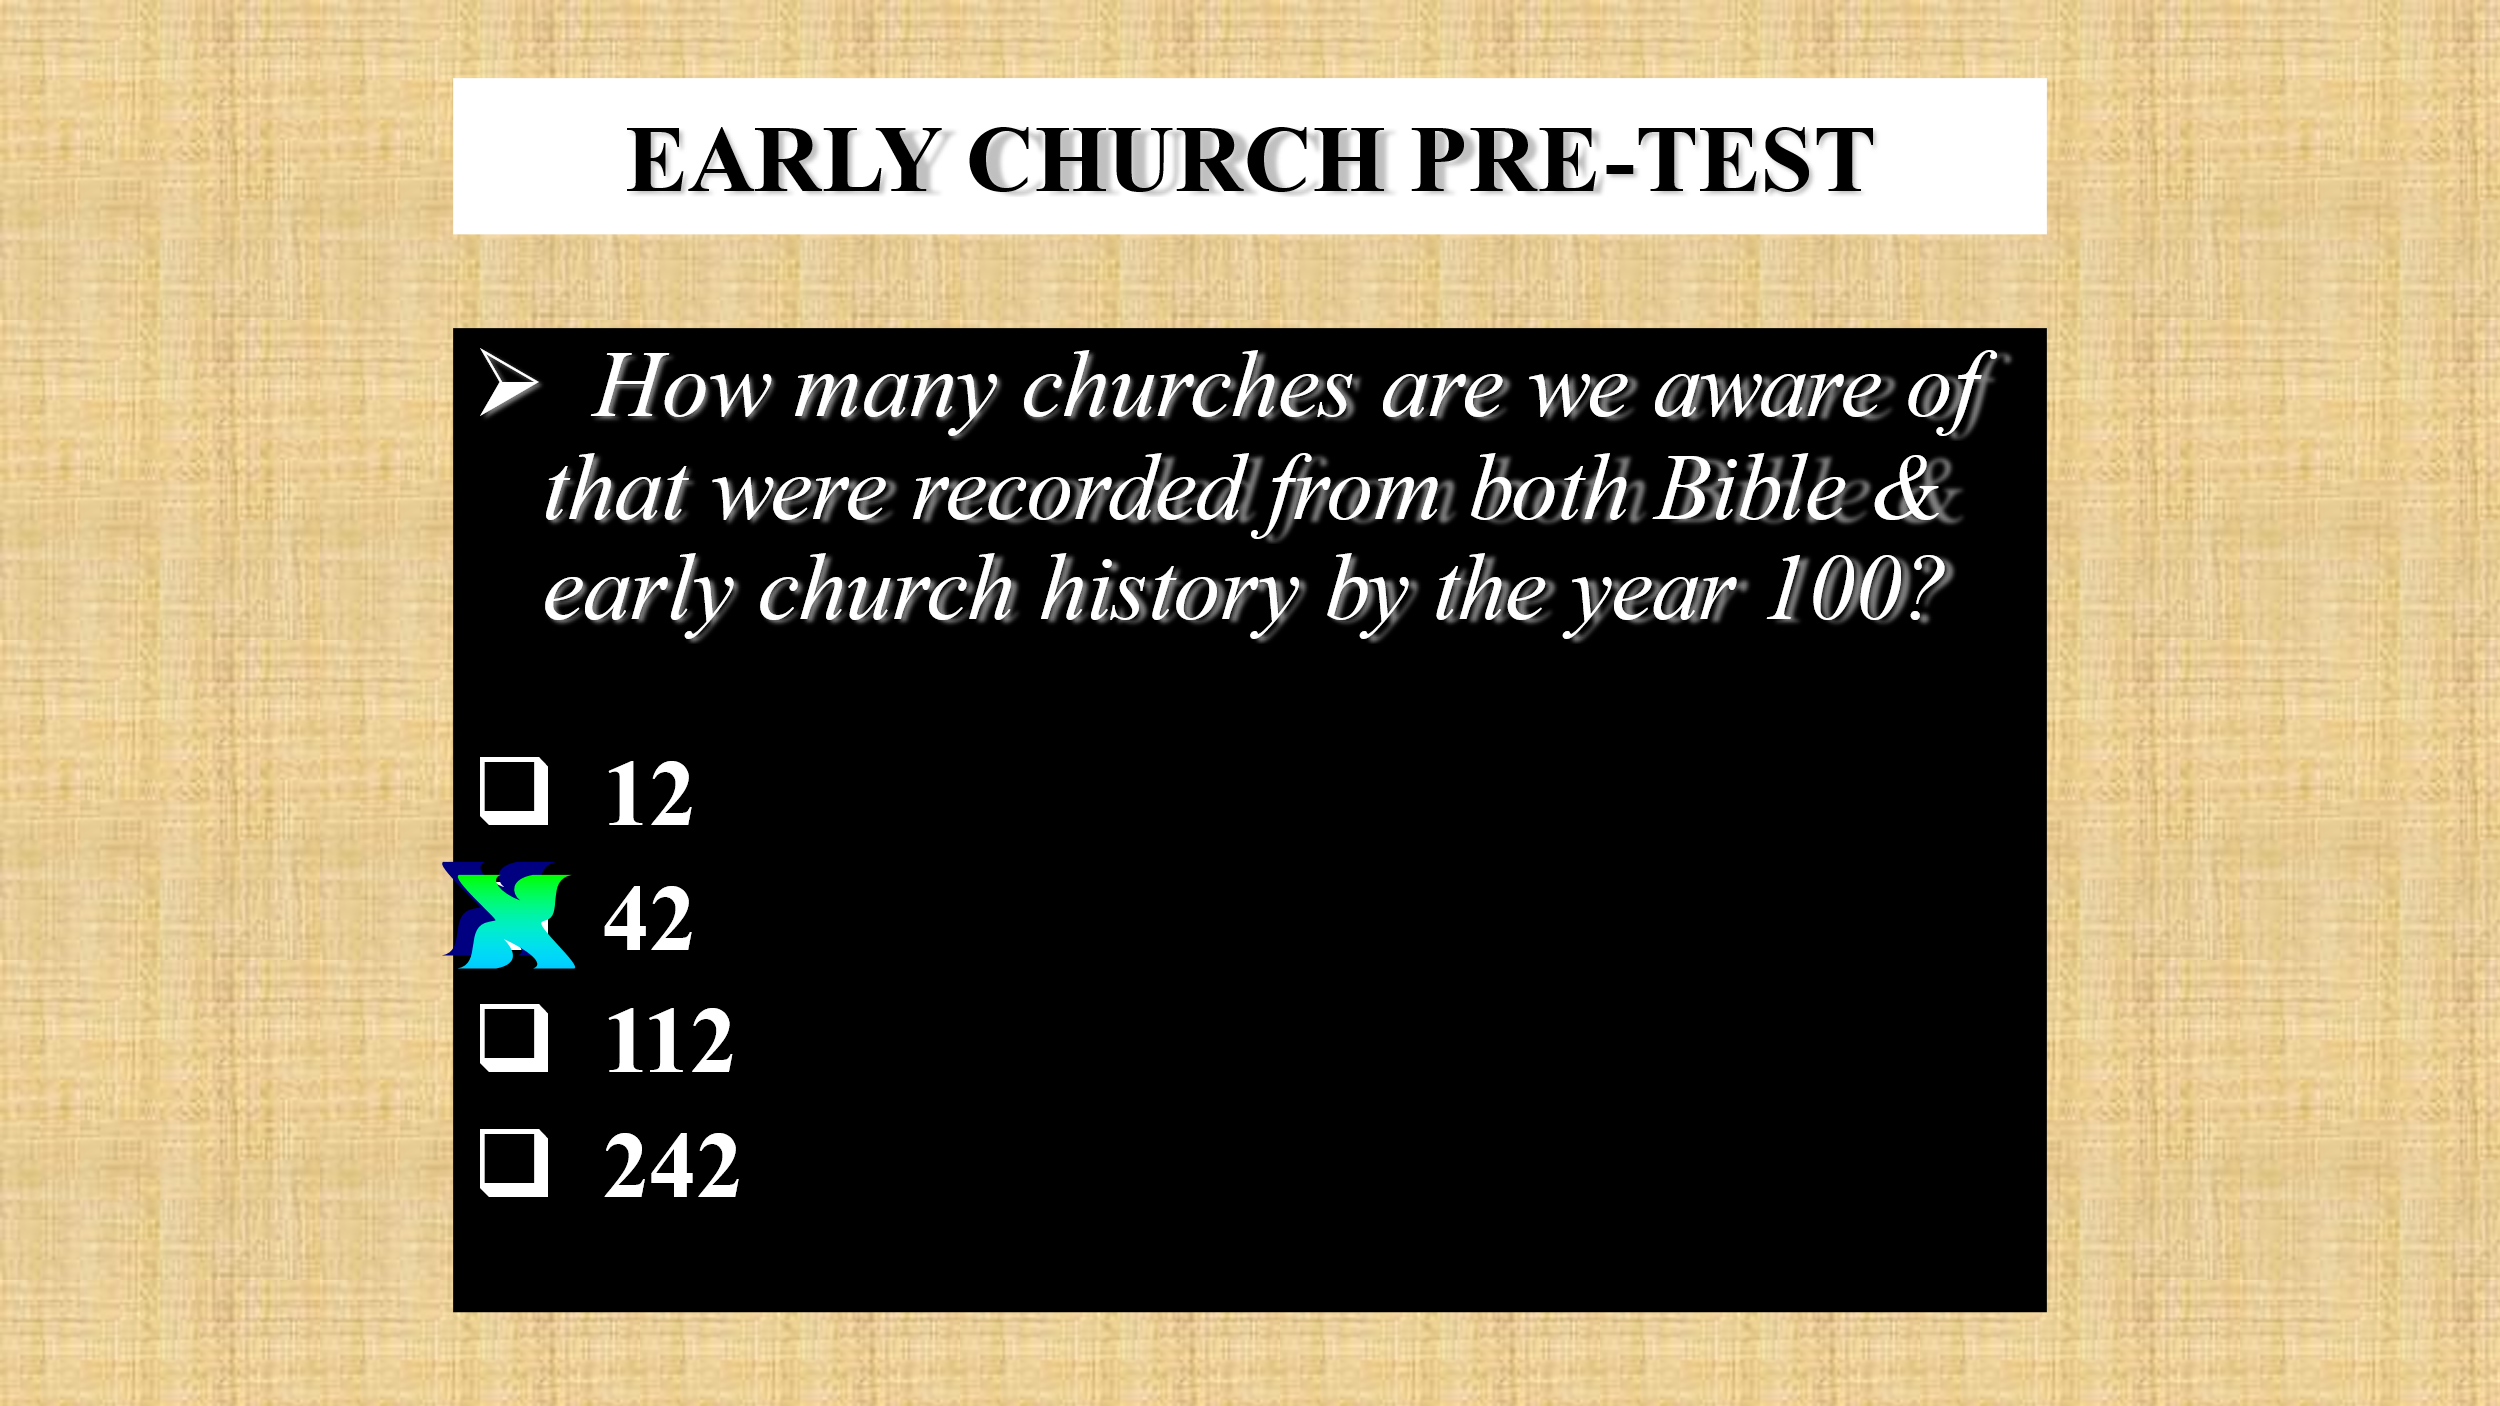 EARLY CHURCH PRE-TEST
➢ How many churches are we aware of
that were recorded from both Bible &
early church history by the year 100?
❑ 12
X 42
❑ 112
❑ 242